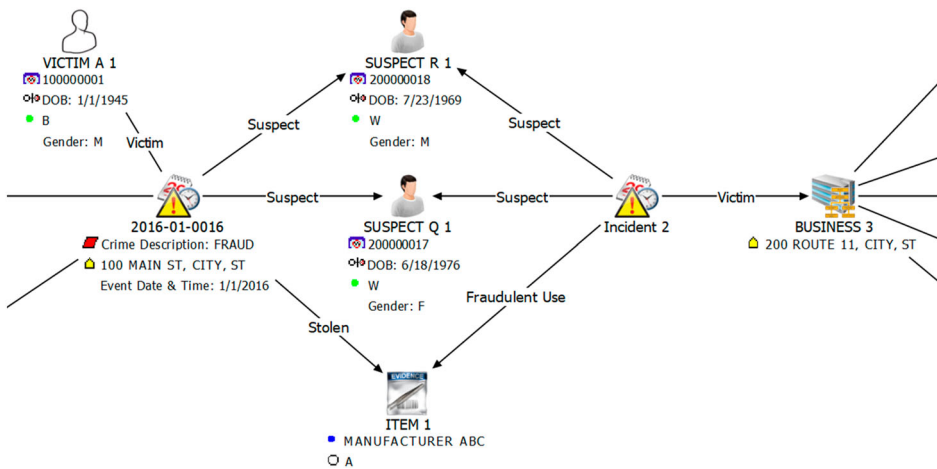 VICTIM A 1
100000001
DOB: 1/1/1945
B
Gender: M
SUSPECT R 1
200000018
DOB: 7/23/1969
W
Gender: M
Victim
Suspect
Suspect
2016-01-0016
Crime Description: FRAUD
100 MAIN ST, CITY, ST
Event Date & Time: 1/1/2016
Suspect
SUSPECT Q 1
200000017
DOB: 6/18/1976
W
Gender: F
Suspect
Incident 2
Victim
BUSINESS 3
200 ROUTE 11, CITY, ST
Stolen
Fraudulent Use
EVIDENCE
ITEM 1
MANUFACTURER ABC
A